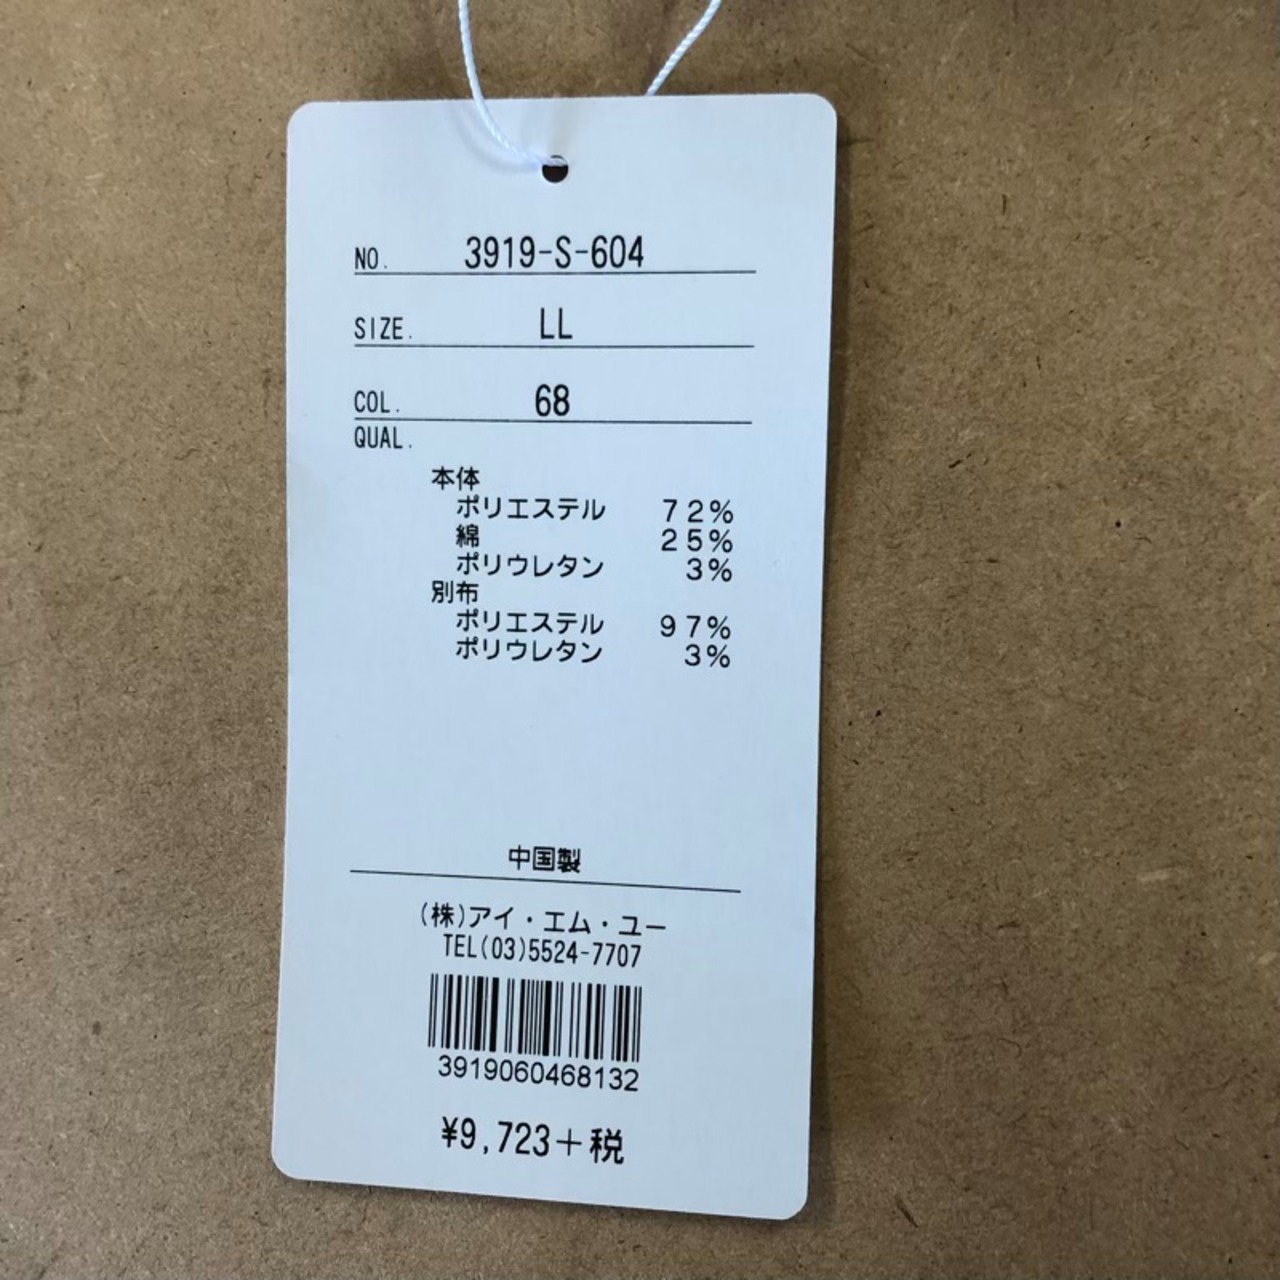 NO. 3919-S-604
SIZE. LL
COL. 68
QUAL.
本体
ポリエステル 72%
綿 25%
ポリウレタン 3%
別布
ポリエステル 97%
ポリウレタン 3%
中国製
(株)アイ・エム・ユー
TEL(03)5524-7707
3919060468132
¥9,723+税